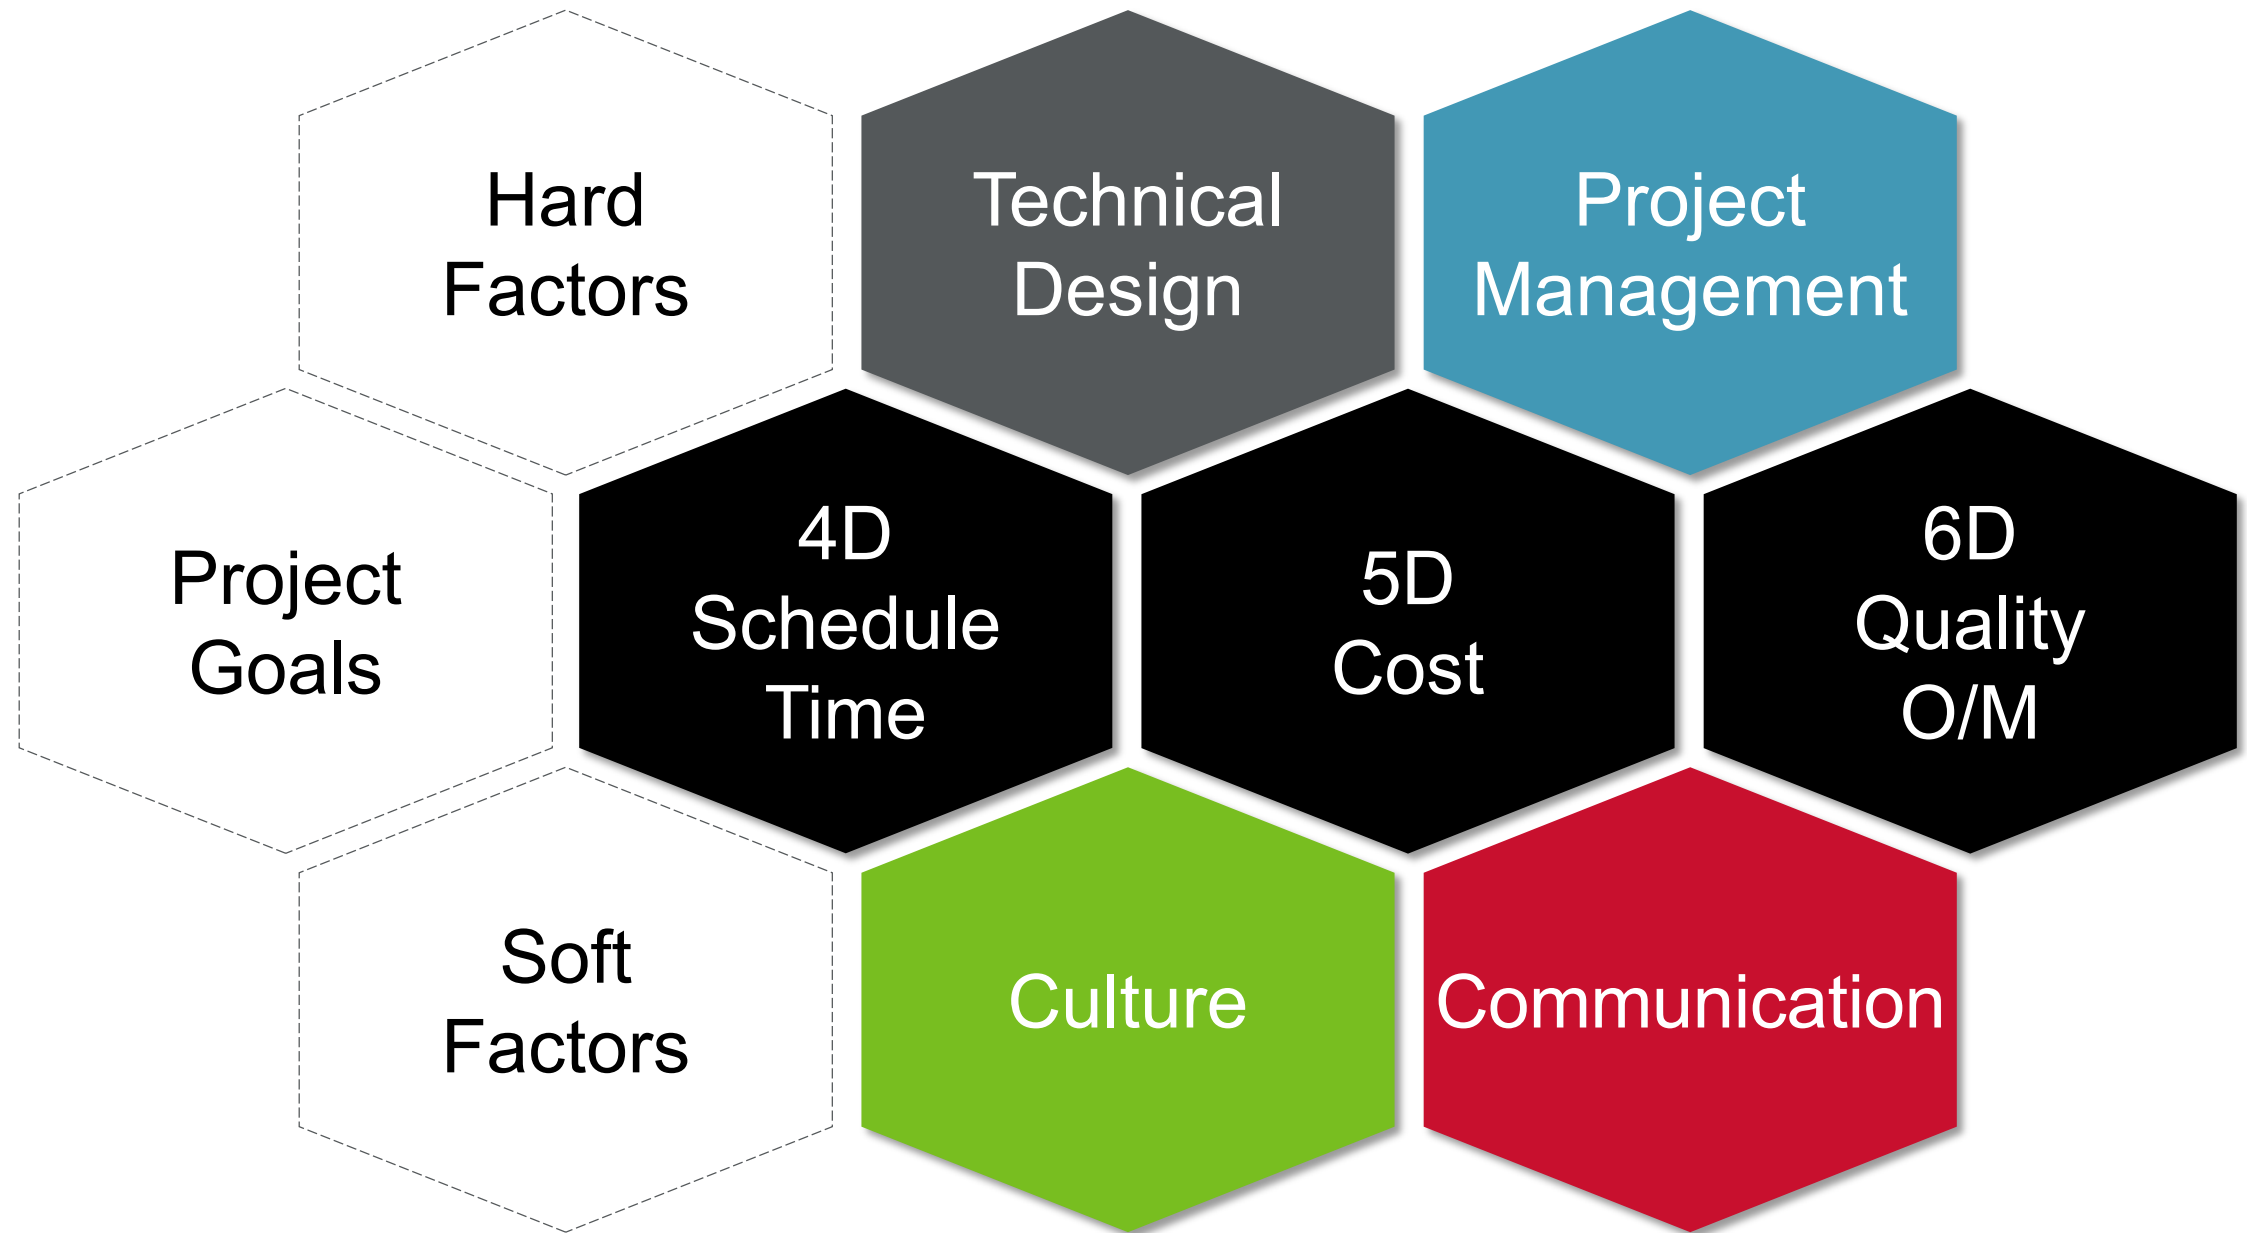 Hard
Factors
Technical
Design
Project
Management
Project
Goals
4D
Schedule
Time
5D
Cost
6D
Quality
O/M
Soft
Factors
Culture
Communication